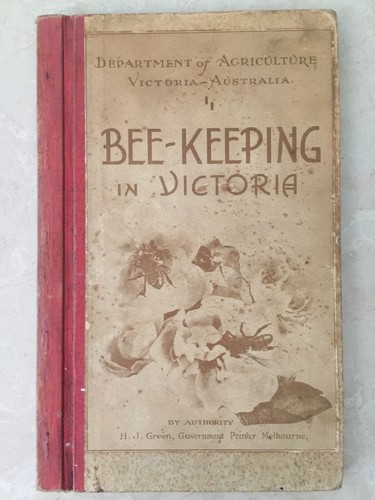 DEPARTMENT of AGRICULTURE
VICTORIA-AUSTRALIA.
BEE-KEEPING
IN VICTORIA
BY AUTHORITY
H. J. Green, Government Printer Melbourne.